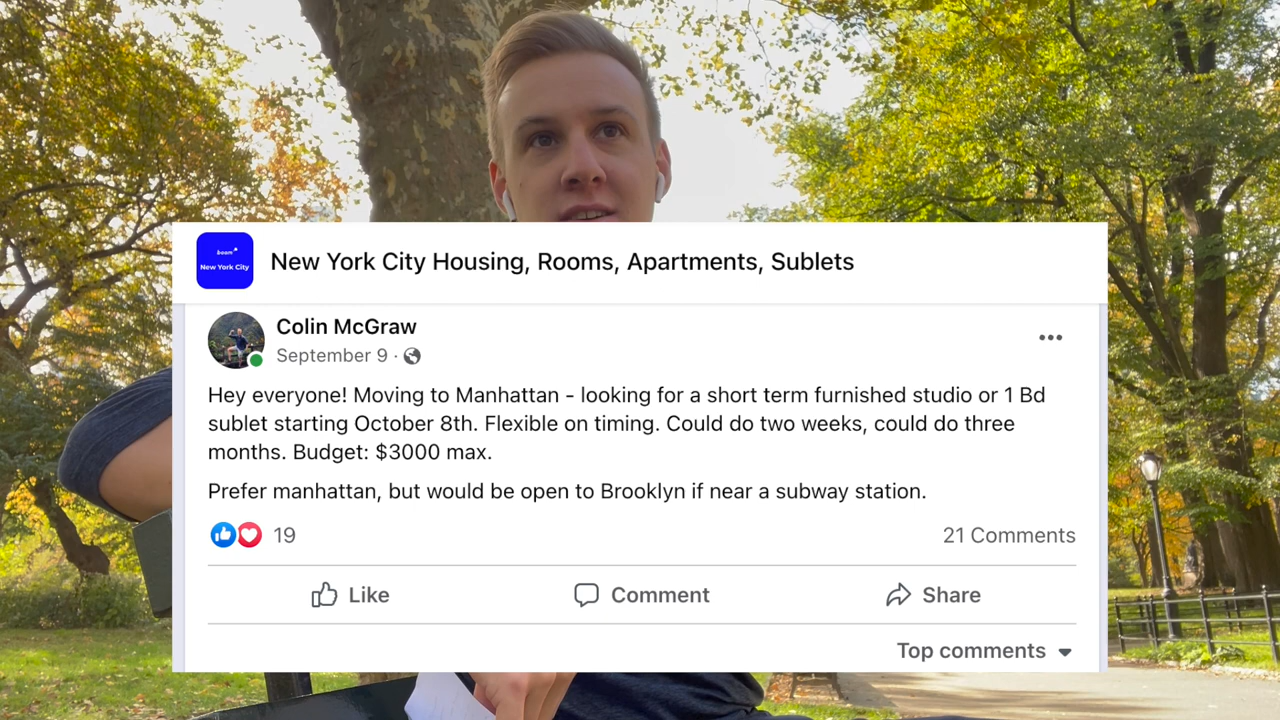 boom
New York City
New York City Housing, Rooms, Apartments, Sublets
Colin McGraw
September 9 ·
Hey everyone! Moving to Manhattan - looking for a short term furnished studio or 1 Bd
sublet starting October 8th. Flexible on timing. Could do two weeks, could do three
months. Budget: $3000 max.
Prefer manhattan, but would be open to Brooklyn if near a subway station.
19
21 Comments
Like
Comment
Share
Top comments